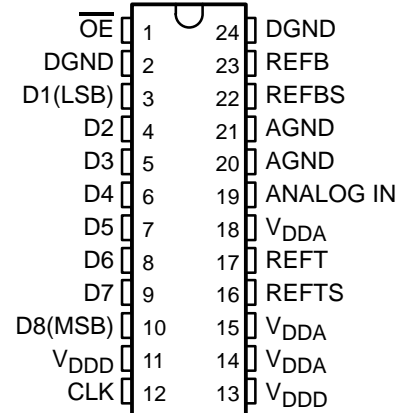 OE 1 24 DGND
DGND 2 23 REFB
D1(LSB) 3 22 REFBS
D2 4 21 AGND
D3 5 20 AGND
D4 6 19 ANALOG IN
D5 7 18 VDDA
D6 8 17 REFT
D7 9 16 REFTS
D8(MSB) 10 15 VDDA
VDDD 11 14 VDDA
CLK 12 13 VDDD